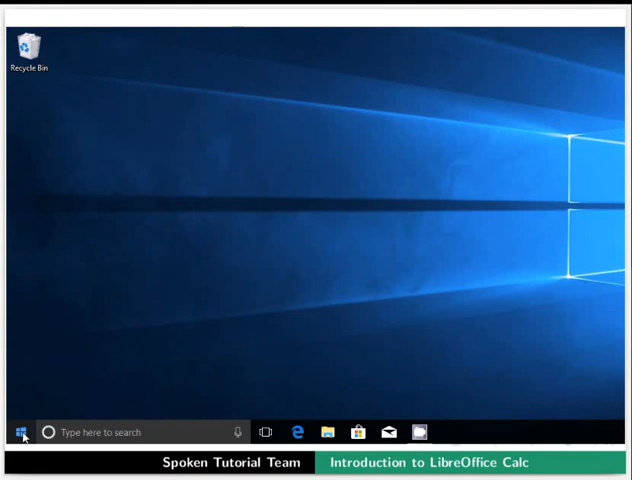 Recycle Bin
Type here to search
Spoken Tutorial Team
Introduction to LibreOffice Calc